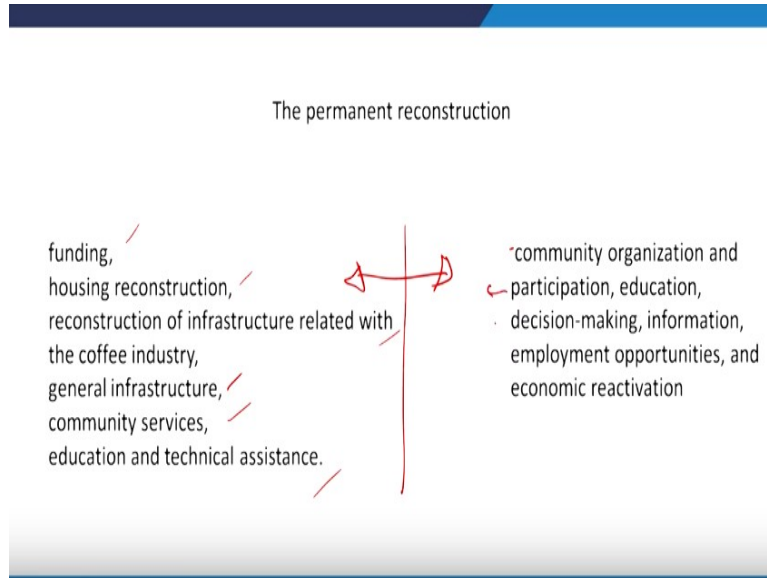 The permanent reconstruction
funding,
housing reconstruction,
reconstruction of infrastructure related with
the coffee industry,
general infrastructure,
community services,
education and technical assistance.
community organization and
participation, education,
decision-making, information,
employment opportunities, and
economic reactivation